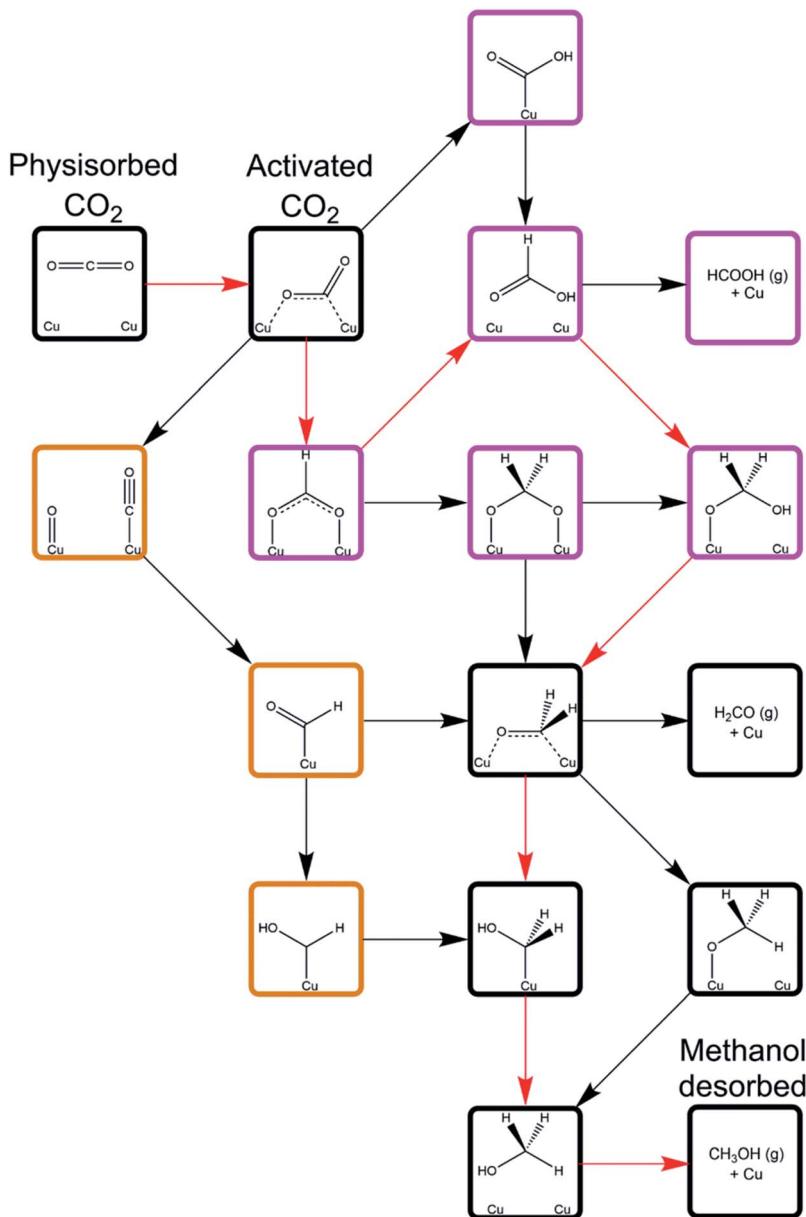 O OH
Cu
Physisorbed
CO2
Activated
CO2
O C O
Cu Cu
O
O
Cu Cu
H
O
OH
Cu Cu
HCOOH (g)
+ Cu
O
O C
Cu Cu
H
O O
Cu Cu
H H
O O
Cu Cu
H H
O OH
Cu Cu
O H
Cu
H
H
O C
Cu Cu
H2CO (g)
+ Cu
HO H
Cu
H
HO H
Cu
H H
O H
Cu Cu
Methanol
desorbed
H H
HO H
Cu Cu
CH3OH (g)
+ Cu